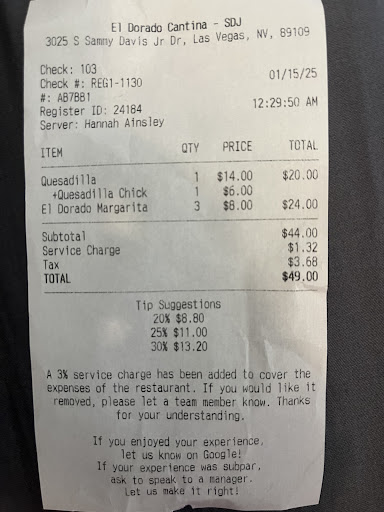 El Dorado Cantina - SDJ
3025 S Sammy Davis Jr Dr, Las Vegas, NV, 89109
Check: 103 01/15/25
Check #: REG1-1130
#: AB7BB1 12:29:50 AM
Register ID: 24184
Server: Hannah Ainsley
ITEM QTY PRICE TOTAL
Quesadilla 1 $14.00 $20.00
+Quesadilla Chick 1 $6.00
El Dorado Margarita 3 $8.00 $24.00
Subtotal $44.00
Service Charge $1.32
Tax $3.68
TOTAL $49.00
Tip Suggestions
20% $8.80
25% $11.00
30% $13.20
A 3% service charge has been added to cover the
expenses of the restaurant. If you would like it
removed, please let a team member know. Thanks
for your understanding.
If you enjoyed your experience,
let us know on Google!
If your experience was subpar,
ask to speak to a manager.
Let us make it right!